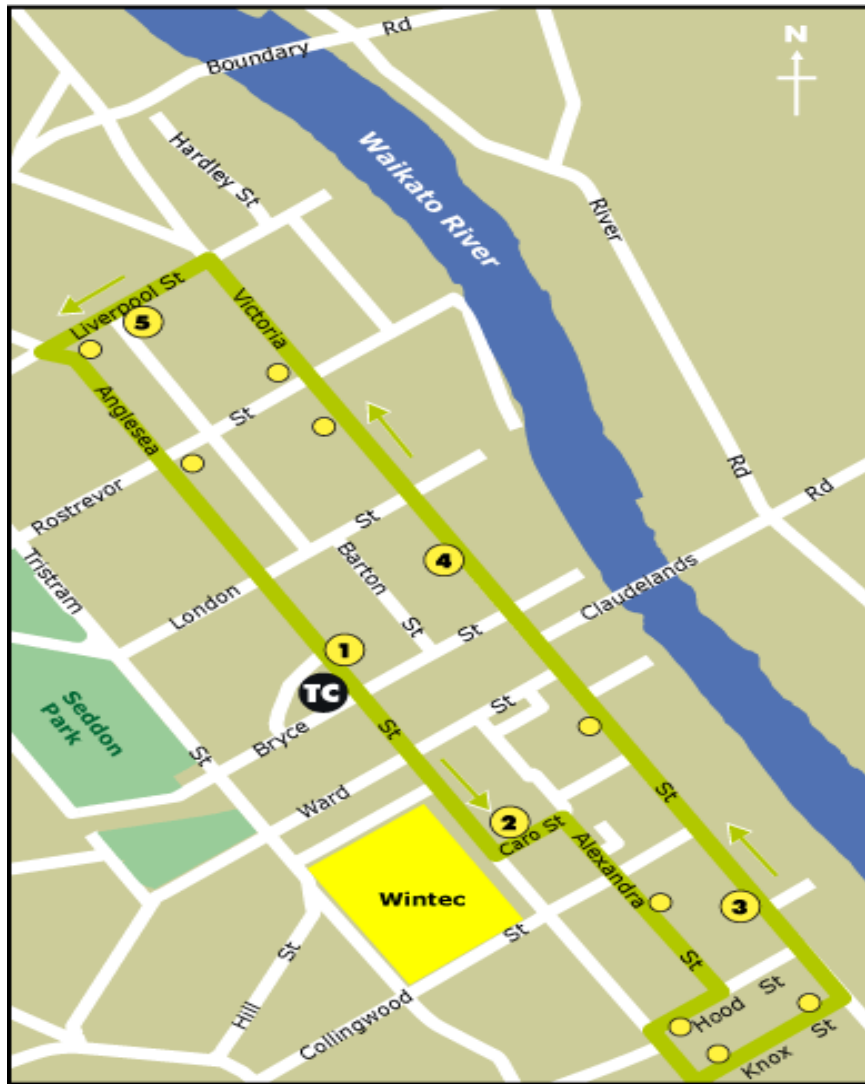 Boundary
Rd
N
Hardley St
Waikato River
River
Rd
Liverpool St
Victoria
5
Anglesea
St
Rostrevor
St
Rd
Tristram
London
Barton
St
4
Claudelands
St
1
TC
Seddon
Park
Bryce
St
St
St
Ward
2
Caro St
St
Wintec
Alexandra
3
St
St
St
Hill
Collingwood
Hood St
Knox St